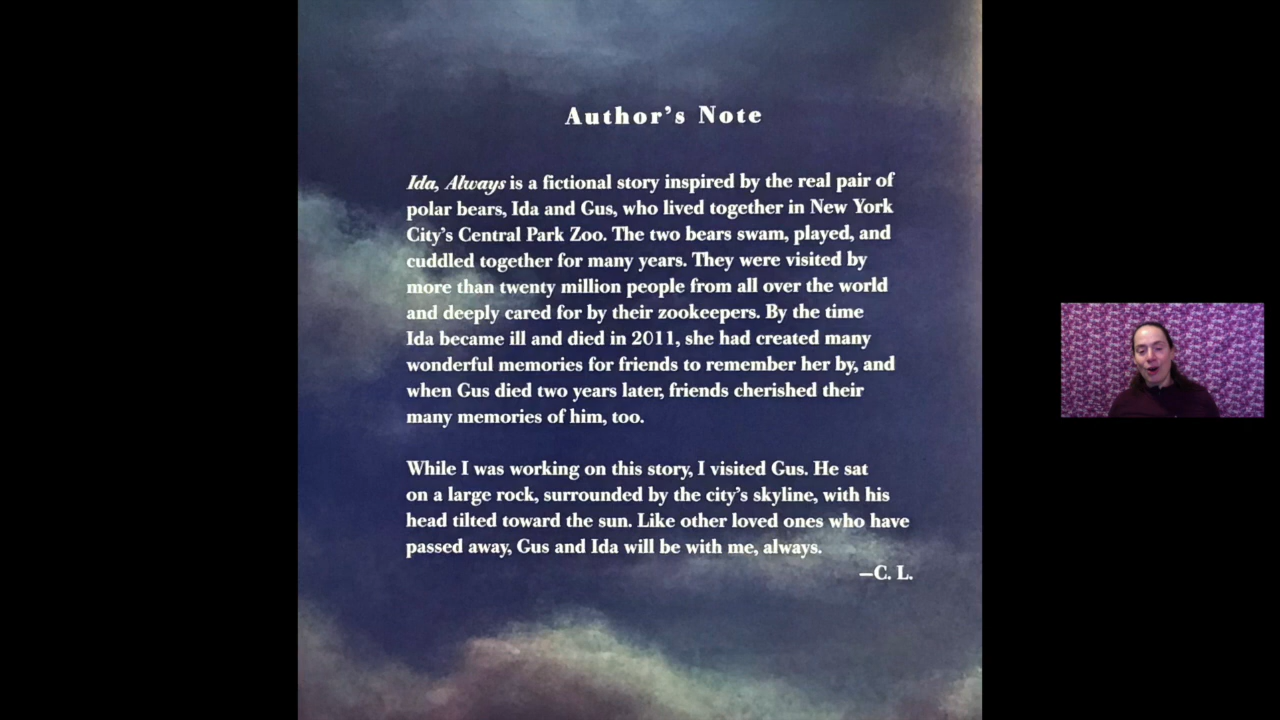 Author's Note
Ida, Always is a fictional story inspired by the real pair of
polar bears, Ida and Gus, who lived together in New York
City's Central Park Zoo. The two bears swam, played, and
cuddled together for many years. They were visited by
more than twenty million people from all over the world
and deeply cared for by their zookeepers. By the time
Ida became ill and died in 2011, she had created many
wonderful memories for friends to remember her by, and
when Gus died two years later, friends cherished their
many memories of him, too.
While I was working on this story, I visited Gus. He sat
on a large rock, surrounded by the city's skyline, with his
head tilted toward the sun. Like other loved ones who have
passed away, Gus and Ida will be with me, always.
—C. L.